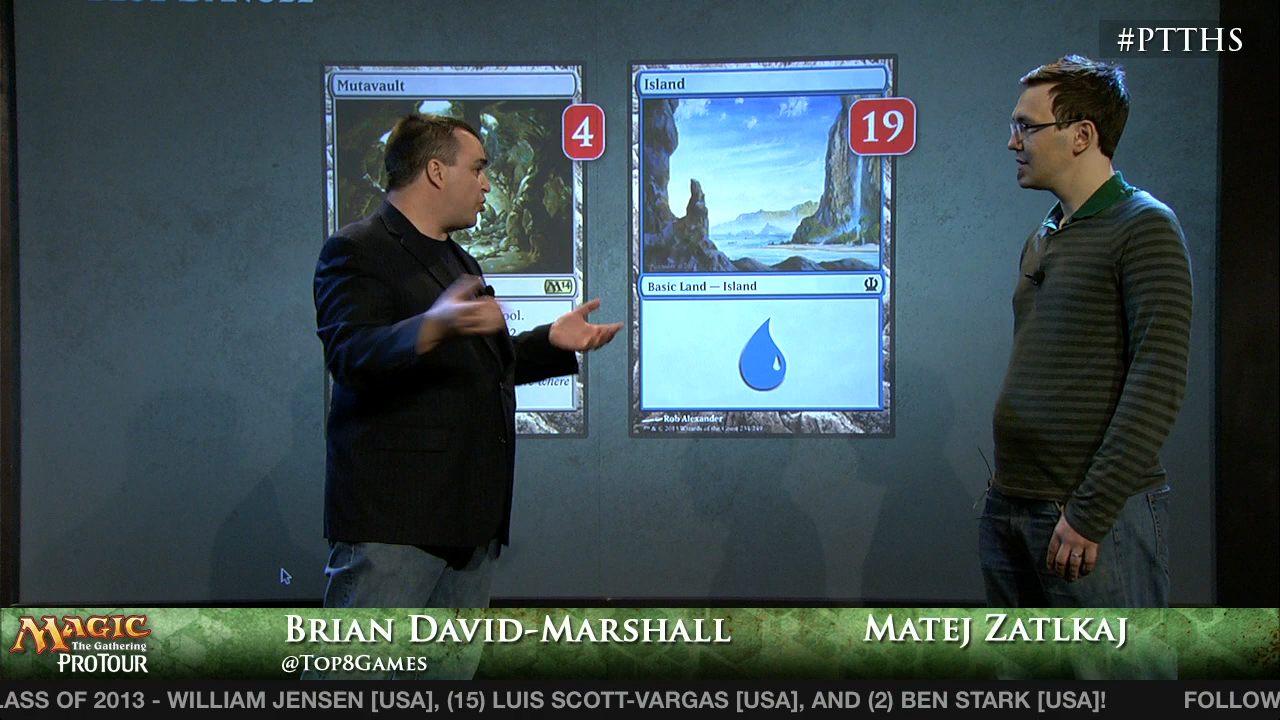 #PTTHS
Mutavault
4
Island
19
M14
Basic Land — Island
ool.
where
Rob Alexander
Brian David-Marshall
@Top8Games
Matej Zatlkaj
Magic
The Gathering
ProTour
LASS OF 2013 - WILLIAM JENSEN [USA], (15) LUIS SCOTT-VARGAS [USA], AND (2) BEN STARK [USA]!
FOLLOW